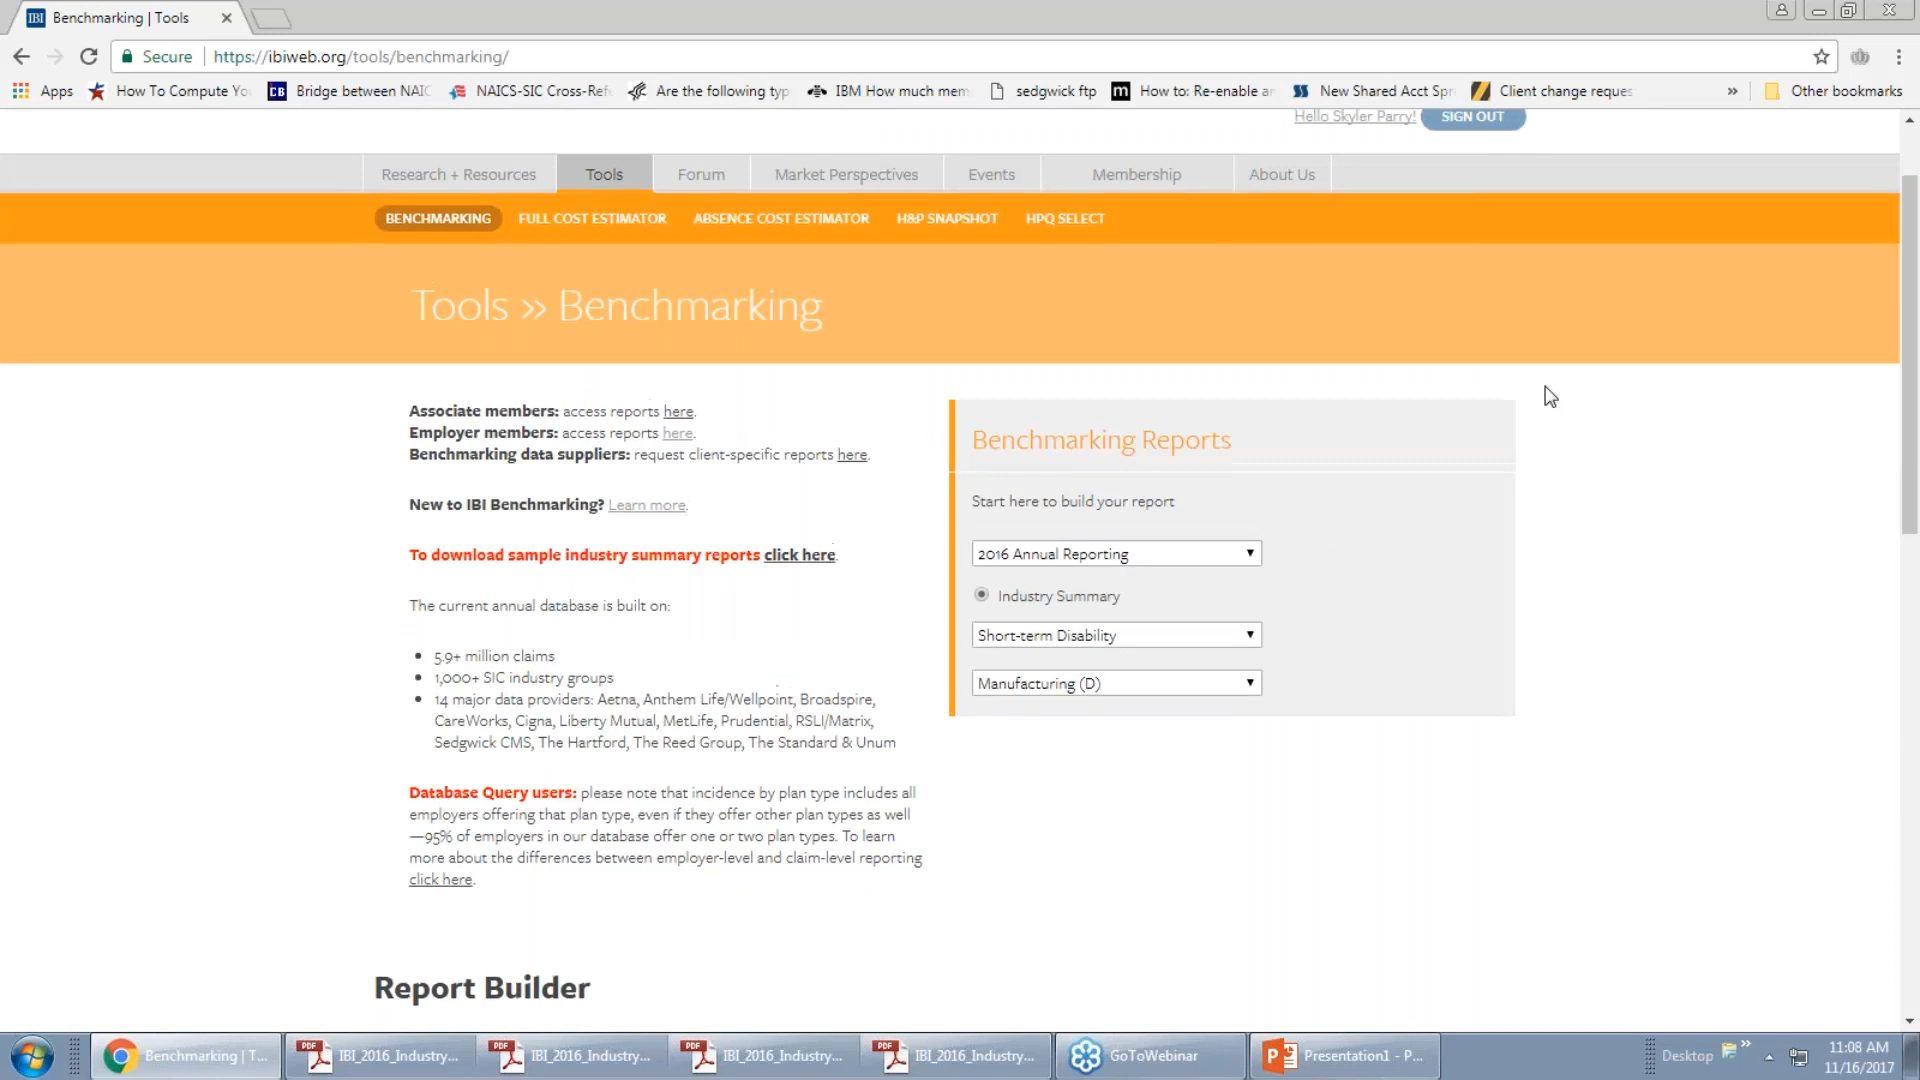 IBI Benchmarking | Tools
Secure https://ibiweb.org/tools/benchmarking/
Apps How To Compute Yo CB Bridge between NAIC NAICS-SIC Cross-Refe Are the following typ IBM How much mem sedgwick ftp m How to: Re-enable a New Shared Acct Spr Client change reques » Other bookmarks
Hello Skyler Parry! SIGN OUT
Research + Resources Tools Forum Market Perspectives Events Membership About Us
BENCHMARKING FULL COST ESTIMATOR ABSENCE COST ESTIMATOR H&P SNAPSHOT HPQ SELECT
Tools >> Benchmarking
Associate members: access reports here.
Employer members: access reports here.
Benchmarking data suppliers: request client-specific reports here.
New to IBI Benchmarking? Learn more.
To download sample industry summary reports click here.
The current annual database is built on:
• 5.9+ million claims
• 1,000+ SIC industry groups
• 14 major data providers: Aetna, Anthem Life/Wellpoint, Broadspire,
CareWorks, Cigna, Liberty Mutual, MetLife, Prudential, RSLI/Matrix,
Sedgwick CMS, The Hartford, The Reed Group, The Standard & Unum
Database Query users: please note that incidence by plan type includes all
employers offering that plan type, even if they offer other plan types as well
—95% of employers in our database offer one or two plan types. To learn
more about the differences between employer-level and claim-level reporting
click here.
Benchmarking Reports
Start here to build your report
2016 Annual Reporting
Industry Summary
Short-term Disability
Manufacturing (D)
Report Builder
Benchmarking | T... PDF IBI_2016_Industry... PDF IBI_2016_Industry... PDF IBI_2016_Industry... PDF IBI_2016_Industry... GoToWebinar Presentation1 - P... Desktop » 11:08 AM
11/16/2017